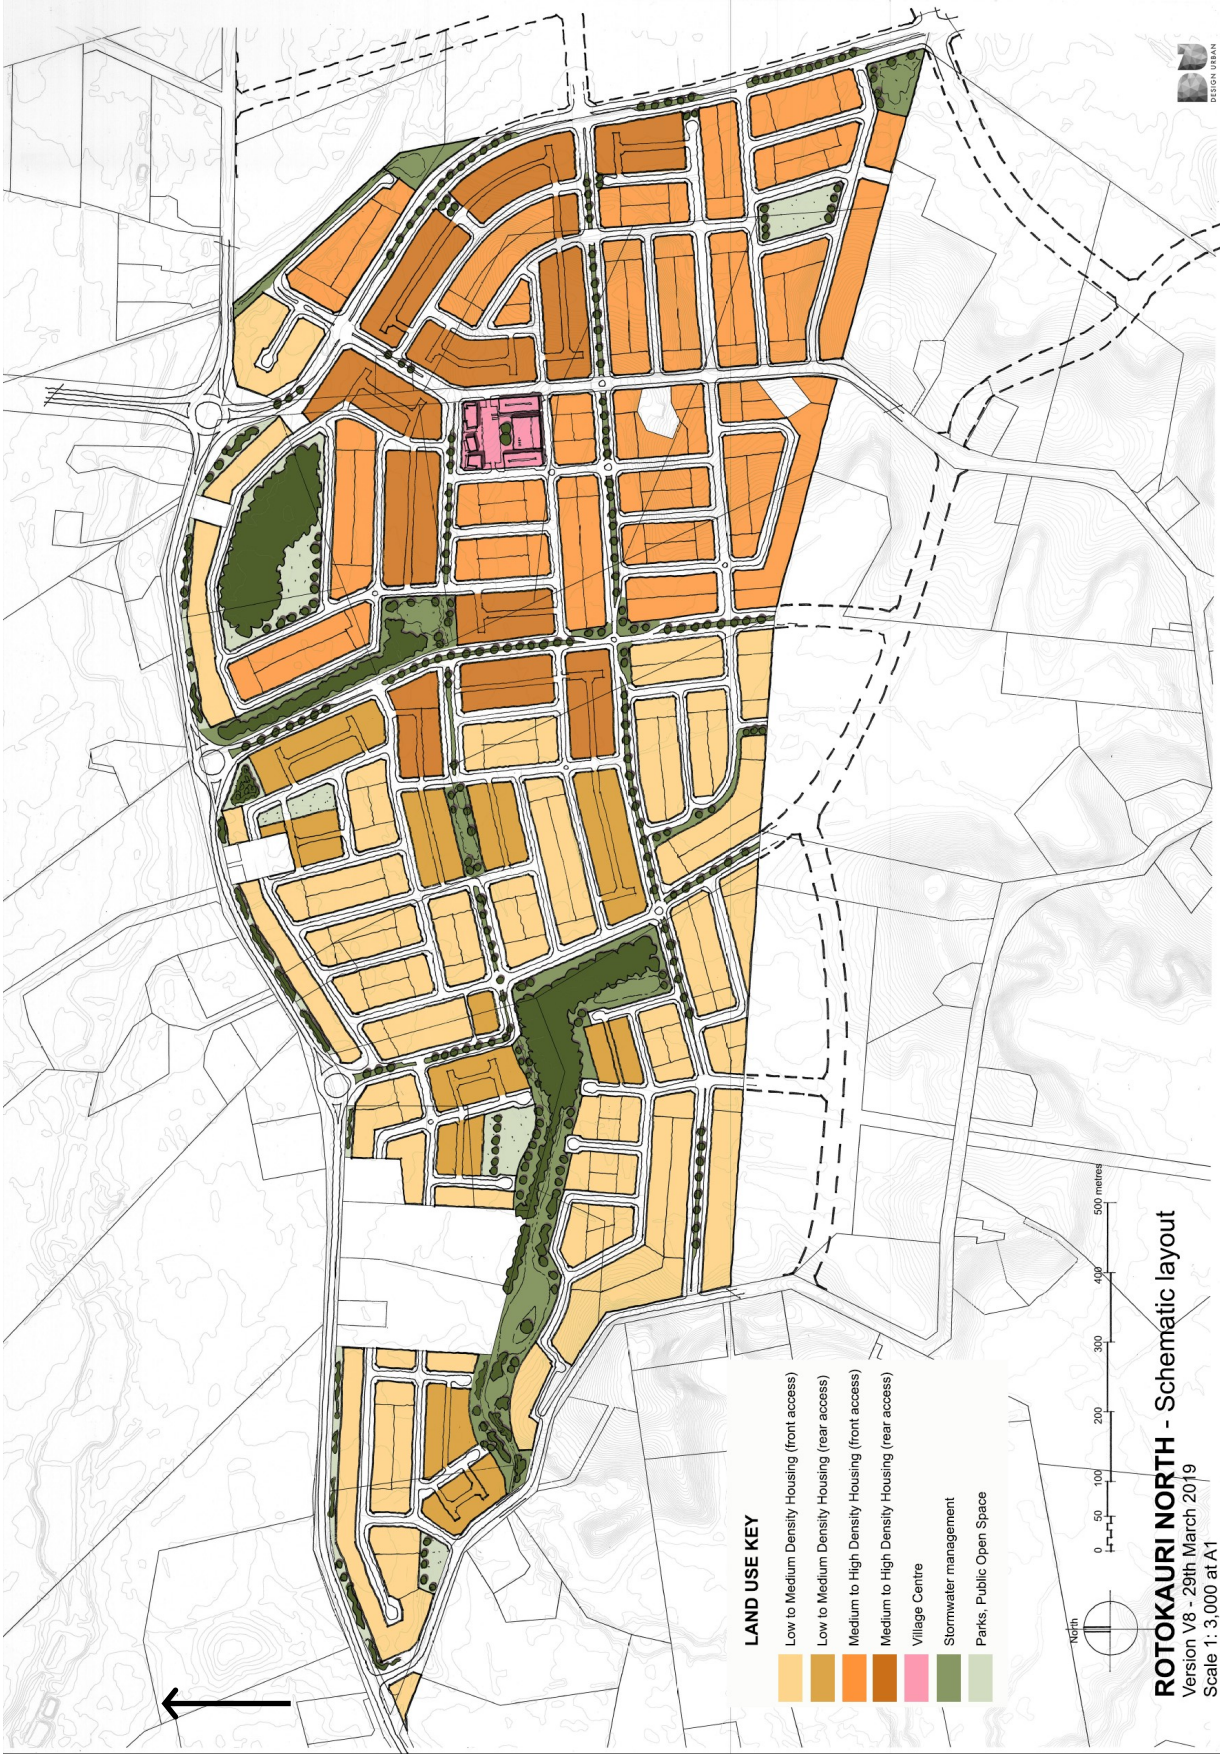 DESIGN URBAN
LAND USE KEY
Low to Medium Density Housing (front access)
Low to Medium Density Housing (rear access)
Medium to High Density Housing (front access)
Medium to High Density Housing (rear access)
Village Centre
Stormwater management
Parks, Public Open Space
North
0 50 100 200 300 400 500 metres
ROTOKAURI NORTH - Schematic layout
Version V8 - 29th March 2019
Scale 1: 3,000 at A1